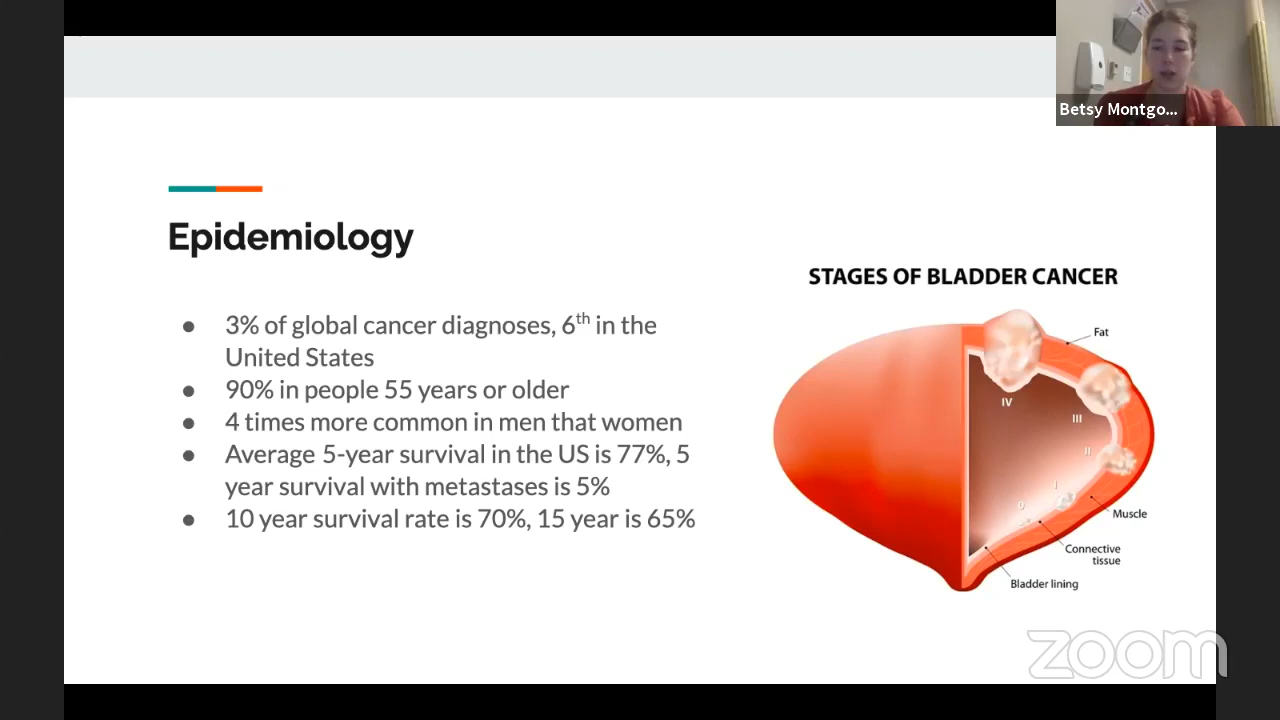 Betsy Montgo...
Epidemiology
● 3% of global cancer diagnoses, 6th in the
United States
● 90% in people 55 years or older
● 4 times more common in men that women
● Average 5-year survival in the US is 77%, 5
year survival with metastases is 5%
● 10 year survival rate is 70%, 15 year is 65%
STAGES OF BLADDER CANCER
Fat
IV
III
II
I
0
Muscle
Connective
tissue
Bladder lining
zoom